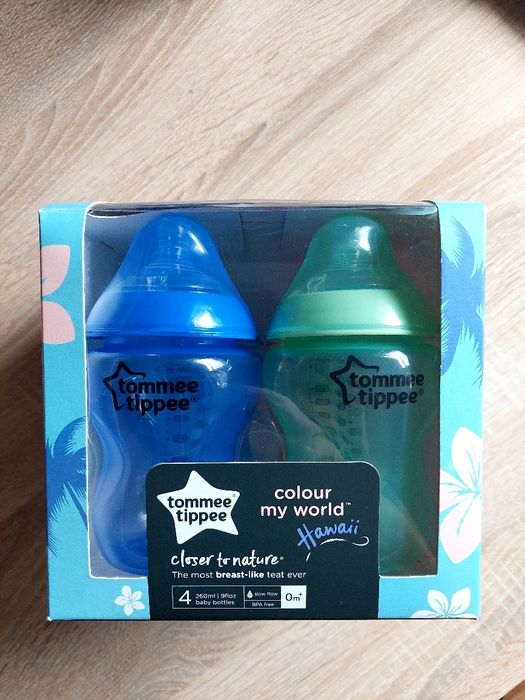 tommee
tippee®
tommee
tippee®
tommee
tippee
colour
my world™
Hawaii
closer to nature®
The most breast-like teat ever
4 260ml | 9floz
baby bottles
slow flow
BPA free
0m+